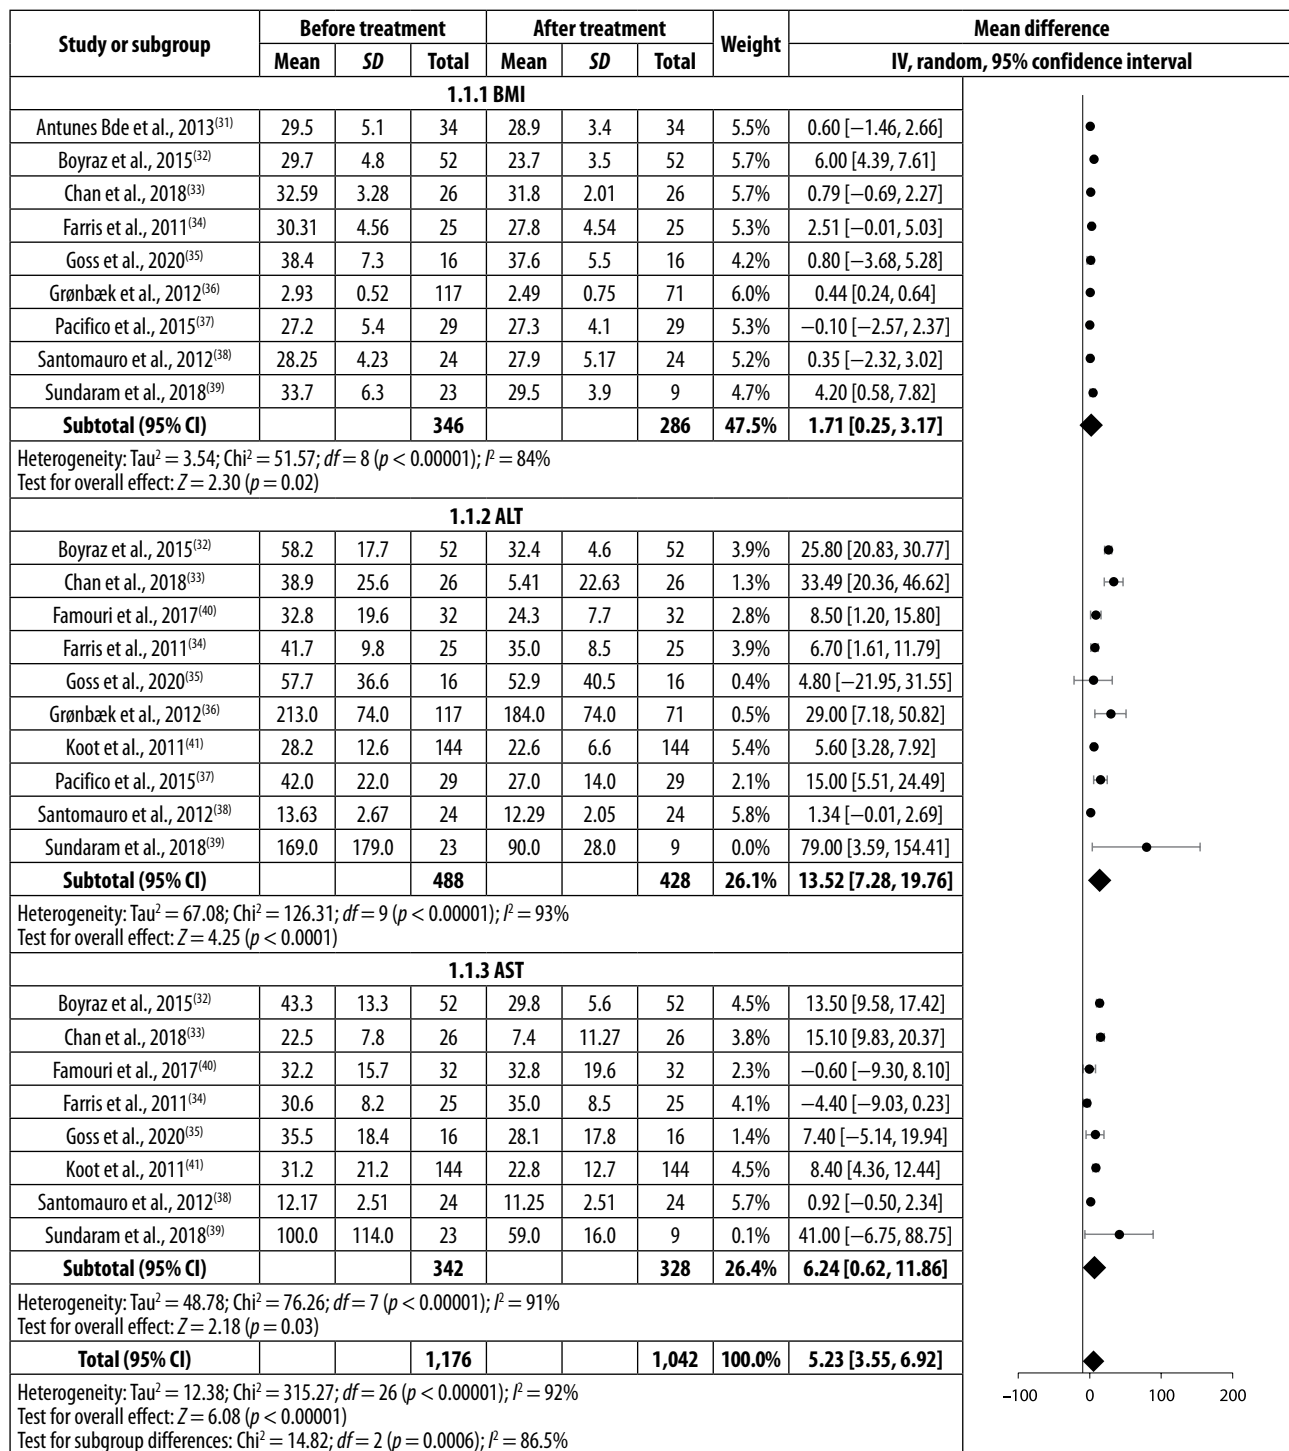 Study or subgroup Before treatment After treatment Weight Mean difference
Mean SD Total Mean SD Total IV, random, 95% confidence interval
1.1.1 BMI
Antunes Bde et al., 2013(31) 29.5 5.1 34 28.9 3.4 34 5.5% 0.60 [−1.46, 2.66]
Boyraz et al., 2015(32) 29.7 4.8 52 23.7 3.5 52 5.7% 6.00 [4.39, 7.61]
Chan et al., 2018(33) 32.59 3.28 26 31.8 2.01 26 5.7% 0.79 [−0.69, 2.27]
Farris et al., 2011(34) 30.31 4.56 25 27.8 4.54 25 5.3% 2.51 [−0.01, 5.03]
Goss et al., 2020(35) 38.4 7.3 16 37.6 5.5 16 4.2% 0.80 [−3.68, 5.28]
Grønbæk et al., 2012(36) 2.93 0.52 117 2.49 0.75 71 6.0% 0.44 [0.24, 0.64]
Pacifico et al., 2015(37) 27.2 5.4 29 27.3 4.1 29 5.3% −0.10 [−2.57, 2.37]
Santomauro et al., 2012(38) 28.25 4.23 24 27.9 5.17 24 5.2% 0.35 [−2.32, 3.02]
Sundaram et al., 2018(39) 33.7 6.3 23 29.5 3.9 9 4.7% 4.20 [0.58, 7.82]
Subtotal (95% CI) 346 286 47.5% 1.71 [0.25, 3.17]
Heterogeneity: Tau² = 3.54; Chi² = 51.57; df = 8 (p < 0.00001); I² = 84%
Test for overall effect: Z = 2.30 (p = 0.02)
1.1.2 ALT
Boyraz et al., 2015(32) 58.2 17.7 52 32.4 4.6 52 3.9% 25.80 [20.83, 30.77]
Chan et al., 2018(33) 38.9 25.6 26 5.41 22.63 26 1.3% 33.49 [20.36, 46.62]
Famouri et al., 2017(40) 32.8 19.6 32 24.3 7.7 32 2.8% 8.50 [1.20, 15.80]
Farris et al., 2011(34) 41.7 9.8 25 35.0 8.5 25 3.9% 6.70 [1.61, 11.79]
Goss et al., 2020(35) 57.7 36.6 16 52.9 40.5 16 0.4% 4.80 [−21.95, 31.55]
Grønbæk et al., 2012(36) 213.0 74.0 117 184.0 74.0 71 0.5% 29.00 [7.18, 50.82]
Koot et al., 2011(41) 28.2 12.6 144 22.6 6.6 144 5.4% 5.60 [3.28, 7.92]
Pacifico et al., 2015(37) 42.0 22.0 29 27.0 14.0 29 2.1% 15.00 [5.51, 24.49]
Santomauro et al., 2012(38) 13.63 2.67 24 12.29 2.05 24 5.8% 1.34 [−0.01, 2.69]
Sundaram et al., 2018(39) 169.0 179.0 23 90.0 28.0 9 0.0% 79.00 [3.59, 154.41]
Subtotal (95% CI) 488 428 26.1% 13.52 [7.28, 19.76]
Heterogeneity: Tau² = 67.08; Chi² = 126.31; df = 9 (p < 0.00001); I² = 93%
Test for overall effect: Z = 4.25 (p < 0.0001)
1.1.3 AST
Boyraz et al., 2015(32) 43.3 13.3 52 29.8 5.6 52 4.5% 13.50 [9.58, 17.42]
Chan et al., 2018(33) 22.5 7.8 26 7.4 11.27 26 3.8% 15.10 [9.83, 20.37]
Famouri et al., 2017(40) 32.2 15.7 32 32.8 19.6 32 2.3% −0.60 [−9.30, 8.10]
Farris et al., 2011(34) 30.6 8.2 25 35.0 8.5 25 4.1% −4.40 [−9.03, 0.23]
Goss et al., 2020(35) 35.5 18.4 16 28.1 17.8 16 1.4% 7.40 [−5.14, 19.94]
Koot et al., 2011(41) 31.2 21.2 144 22.8 12.7 144 4.5% 8.40 [4.36, 12.44]
Santomauro et al., 2012(38) 12.17 2.51 24 11.25 2.51 24 5.7% 0.92 [−0.50, 2.34]
Sundaram et al., 2018(39) 100.0 114.0 23 59.0 16.0 9 0.1% 41.00 [−6.75, 88.75]
Subtotal (95% CI) 342 328 26.4% 6.24 [0.62, 11.86]
Heterogeneity: Tau² = 48.78; Chi² = 76.26; df = 7 (p < 0.00001); I² = 91%
Test for overall effect: Z = 2.18 (p = 0.03)
Total (95% CI) 1,176 1,042 100.0% 5.23 [3.55, 6.92]
Heterogeneity: Tau² = 12.38; Chi² = 315.27; df = 26 (p < 0.00001); I² = 92%
Test for overall effect: Z = 6.08 (p < 0.00001)
Test for subgroup differences: Chi² = 14.82; df = 2 (p = 0.0006); I² = 86.5%
−100 0 100 200